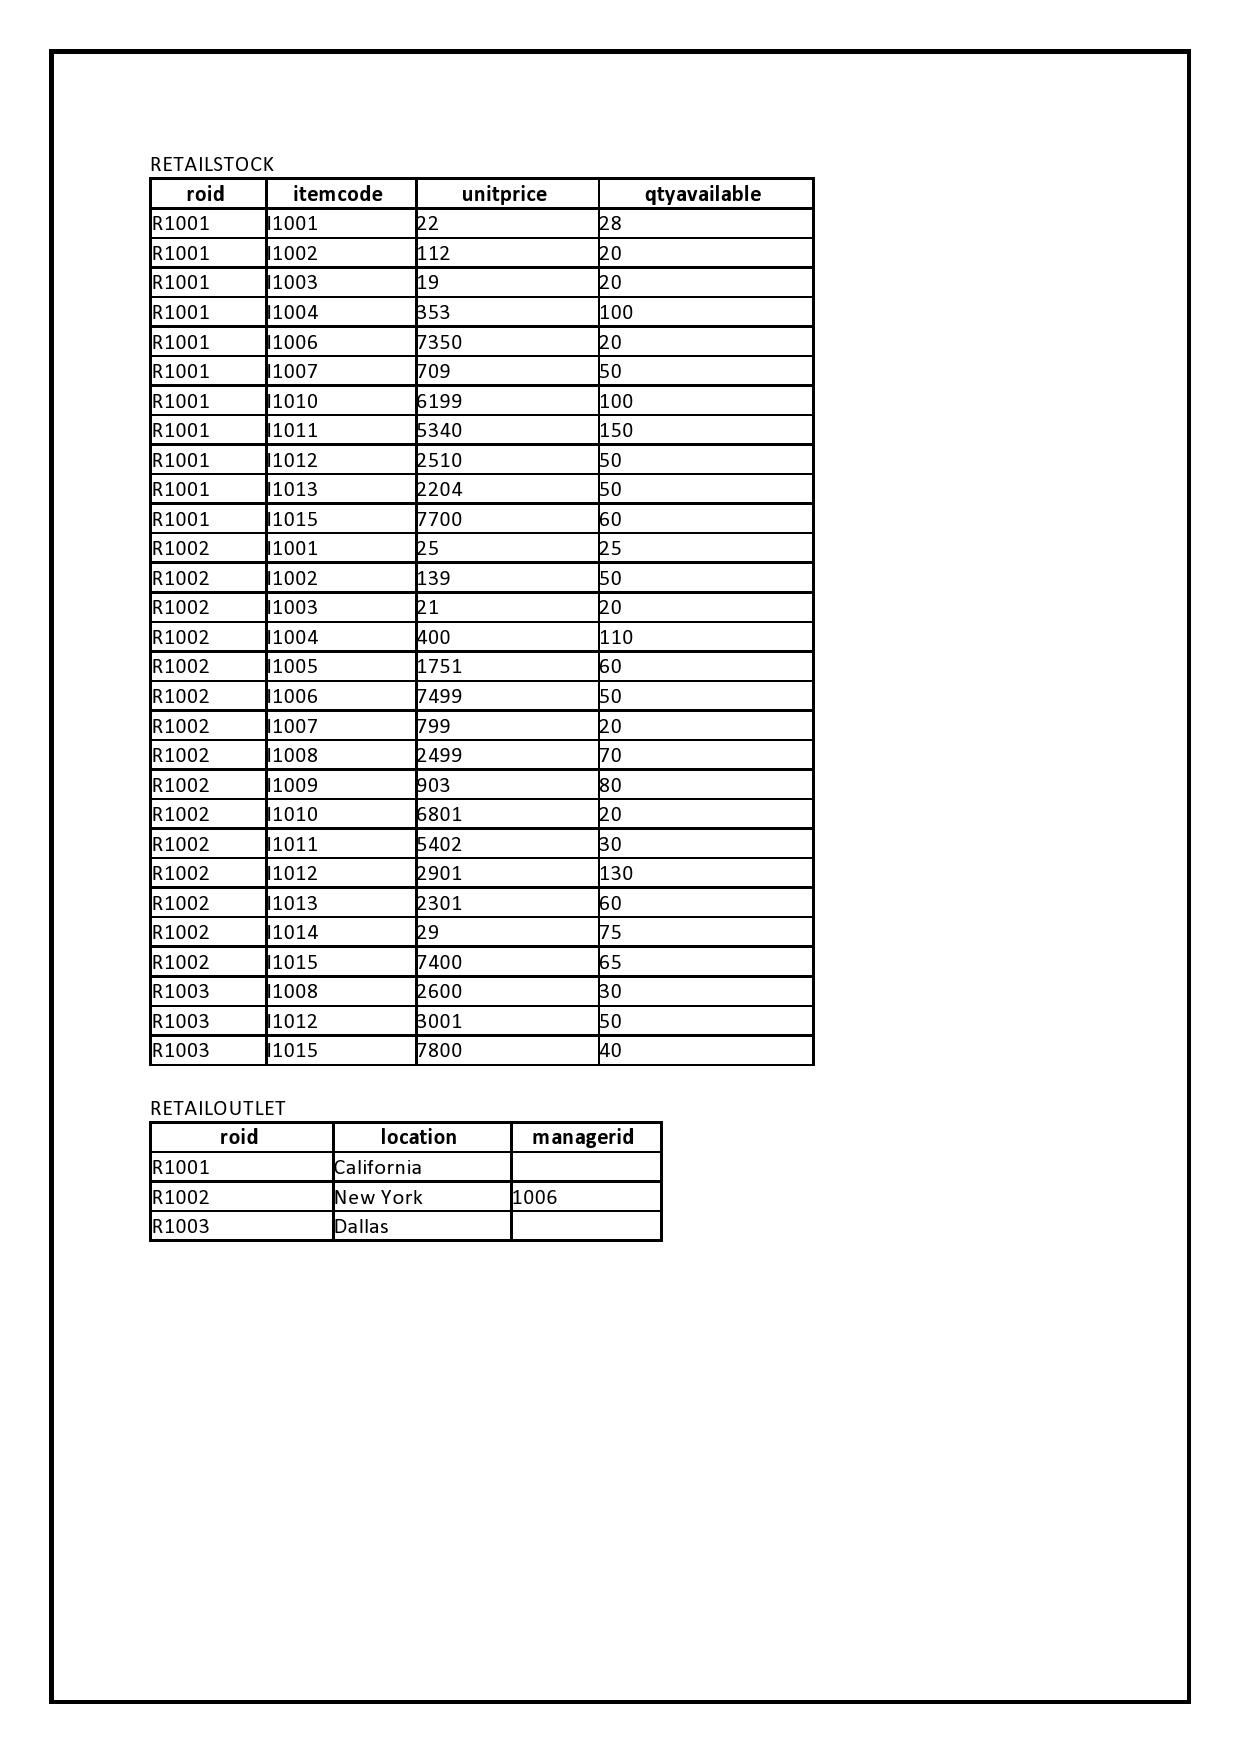 RETAILSTOCK
roid itemcode unitprice qtyavailable
R1001 I1001 22 28
R1001 I1002 112 20
R1001 I1003 19 20
R1001 I1004 353 100
R1001 I1006 7350 20
R1001 I1007 709 50
R1001 I1010 6199 100
R1001 I1011 5340 150
R1001 I1012 2510 50
R1001 I1013 2204 50
R1001 I1015 7700 60
R1002 I1001 25 25
R1002 I1002 139 50
R1002 I1003 21 20
R1002 I1004 400 110
R1002 I1005 1751 60
R1002 I1006 7499 50
R1002 I1007 799 20
R1002 I1008 2499 70
R1002 I1009 903 80
R1002 I1010 6801 20
R1002 I1011 5402 30
R1002 I1012 2901 130
R1002 I1013 2301 60
R1002 I1014 29 75
R1002 I1015 7400 65
R1003 I1008 2600 30
R1003 I1012 3001 50
R1003 I1015 7800 40
RETAILOUTLET
roid location managerid
R1001 California
R1002 New York 1006
R1003 Dallas